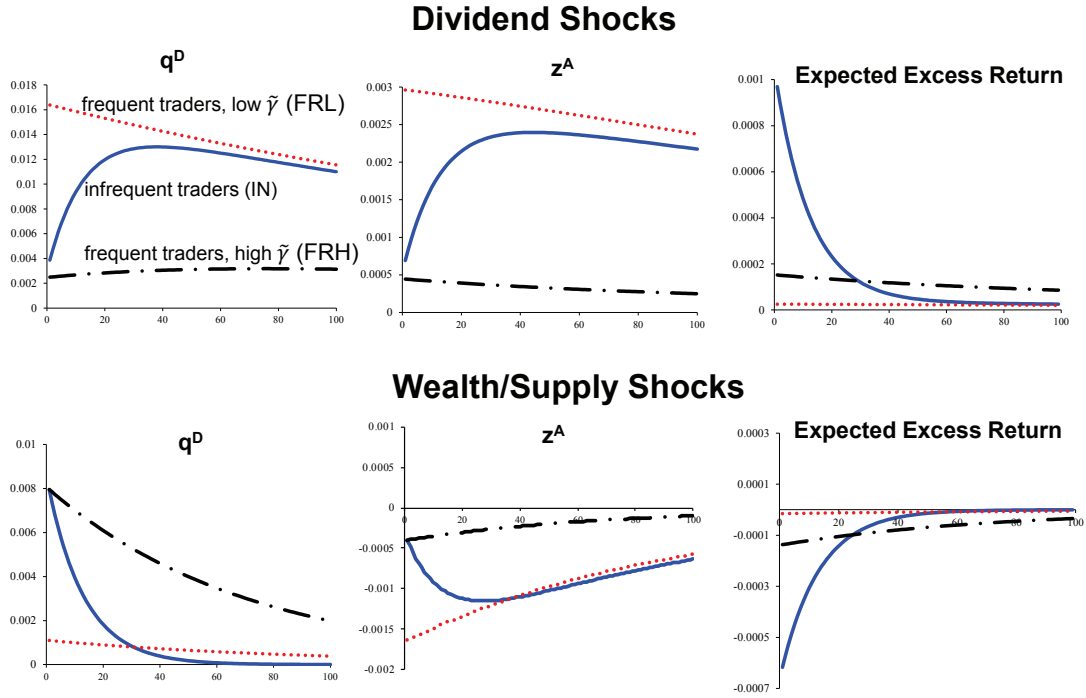 Dividend Shocks
q^D
z^A
Expected Excess Return
0.018
0.016
0.014
0.012
0.01
0.008
0.006
0.004
0.002
0
0 20 40 60 80 100
frequent traders, low γ̃ (FRL)
infrequent traders (IN)
frequent traders, high γ̃ (FRH)
0.003
0.0025
0.002
0.0015
0.001
0.0005
0
0 20 40 60 80 100
0.001
0.0008
0.0006
0.0004
0.0002
0
0 20 40 60 80 100
Wealth/Supply Shocks
q^D
z^A
Expected Excess Return
0.01
0.008
0.006
0.004
0.002
0
0 20 40 60 80 100
0.001
0.0005
0
-0.0005
-0.001
-0.0015
-0.002
0 20 40 60 80 100
0.0003
0.0001
-0.0001
-0.0003
-0.0005
-0.0007
0 20 40 60 80 100